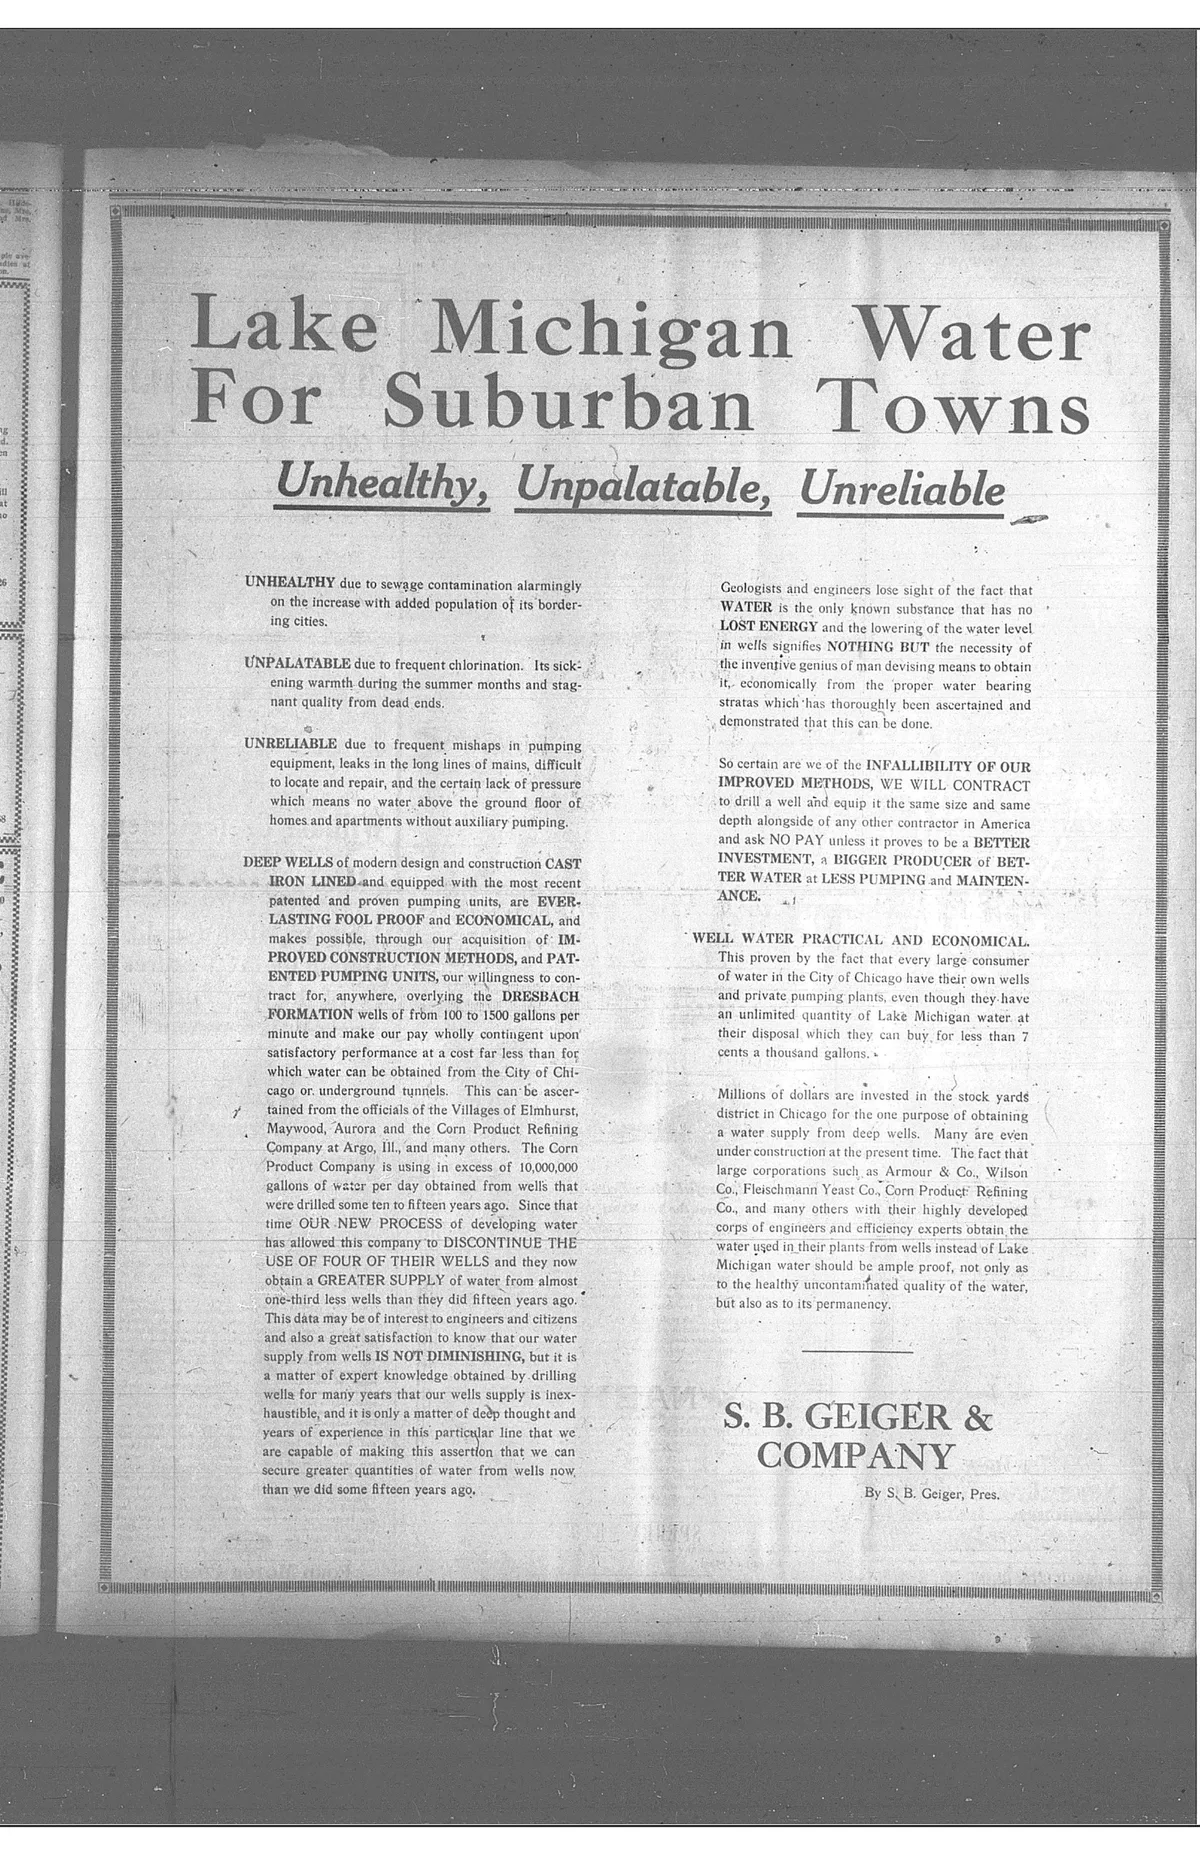 Lake Michigan Water
For Suburban Towns
Unhealthy, Unpalatable, Unreliable
UNHEALTHY due to sewage contamination alarmingly
on the increase with added population of its border-
ing cities.
UNPALATABLE due to frequent chlorination. Its sick-
ening warmth during the summer months and stag-
nant quality from dead ends.
UNRELIABLE due to frequent mishaps in pumping
equipment, leaks in the long lines of mains, difficult
to locate and repair, and the certain lack of pressure
which means no water above the ground floor of
homes and apartments without auxiliary pumping.
DEEP WELLS of modern design and construction CAST
IRON LINED and equipped with the most recent
patented and proven pumping units, are EVER-
LASTING FOOL PROOF and ECONOMICAL, and
makes possible, through our acquisition of IM-
PROVED CONSTRUCTION METHODS, and PAT-
ENTED PUMPING UNITS, our willingness to con-
tract for, anywhere, overlying the DRESBACH
FORMATION wells of from 100 to 1500 gallons per
minute and make our pay wholly contingent upon
satisfactory performance at a cost far less than for
which water can be obtained from the City of Chi-
cago or underground tunnels. This can be ascer-
tained from the officials of the Villages of Elmhurst,
Maywood, Aurora and the Corn Product Refining
Company at Argo, Ill., and many others. The Corn
Product Company is using in excess of 10,000,000
gallons of water per day obtained from wells that
were drilled some ten to fifteen years ago. Since that
time OUR NEW PROCESS of developing water
has allowed this company to DISCONTINUE THE
USE OF FOUR OF THEIR WELLS and they now
obtain a GREATER SUPPLY of water from almost
one-third less wells than they did fifteen years ago.
This data may be of interest to engineers and citizens
and also a great satisfaction to know that our water
supply from wells IS NOT DIMINISHING, but it is
a matter of expert knowledge obtained by drilling
wells for many years that our wells supply is inex-
haustible, and it is only a matter of deep thought and
years of experience in this particular line that we
are capable of making this assertion that we can
secure greater quantities of water from wells now
than we did some fifteen years ago.
Geologists and engineers lose sight of the fact that
WATER is the only known substance that has no
LOST ENERGY and the lowering of the water level
in wells signifies NOTHING BUT the necessity of
the inventive genius of man devising means to obtain
it, economically from the proper water bearing
stratas which has thoroughly been ascertained and
demonstrated that this can be done.
So certain are we of the INFALLIBILITY OF OUR
IMPROVED METHODS, WE WILL CONTRACT
to drill a well and equip it the same size and same
depth alongside of any other contractor in America
and ask NO PAY unless it proves to be a BETTER
INVESTMENT, a BIGGER PRODUCER of BET-
TER WATER at LESS PUMPING and MAINTEN-
ANCE.
WELL WATER PRACTICAL AND ECONOMICAL.
This proven by the fact that every large consumer
of water in the City of Chicago have their own wells
and private pumping plants, even though they have
an unlimited quantity of Lake Michigan water at
their disposal which they can buy for less than 7
cents a thousand gallons.
Millions of dollars are invested in the stock yards
district in Chicago for the one purpose of obtaining
a water supply from deep wells. Many are even
under construction at the present time. The fact that
large corporations such as Armour & Co., Wilson
Co., Fleischmann Yeast Co., Corn Product Refining
Co., and many others with their highly developed
corps of engineers and efficiency experts obtain the
water used in their plants from wells instead of Lake
Michigan water should be ample proof, not only as
to the healthy uncontaminated quality of the water,
but also as to its permanency.
S. B. GEIGER &
COMPANY
By S. B. Geiger, Pres.